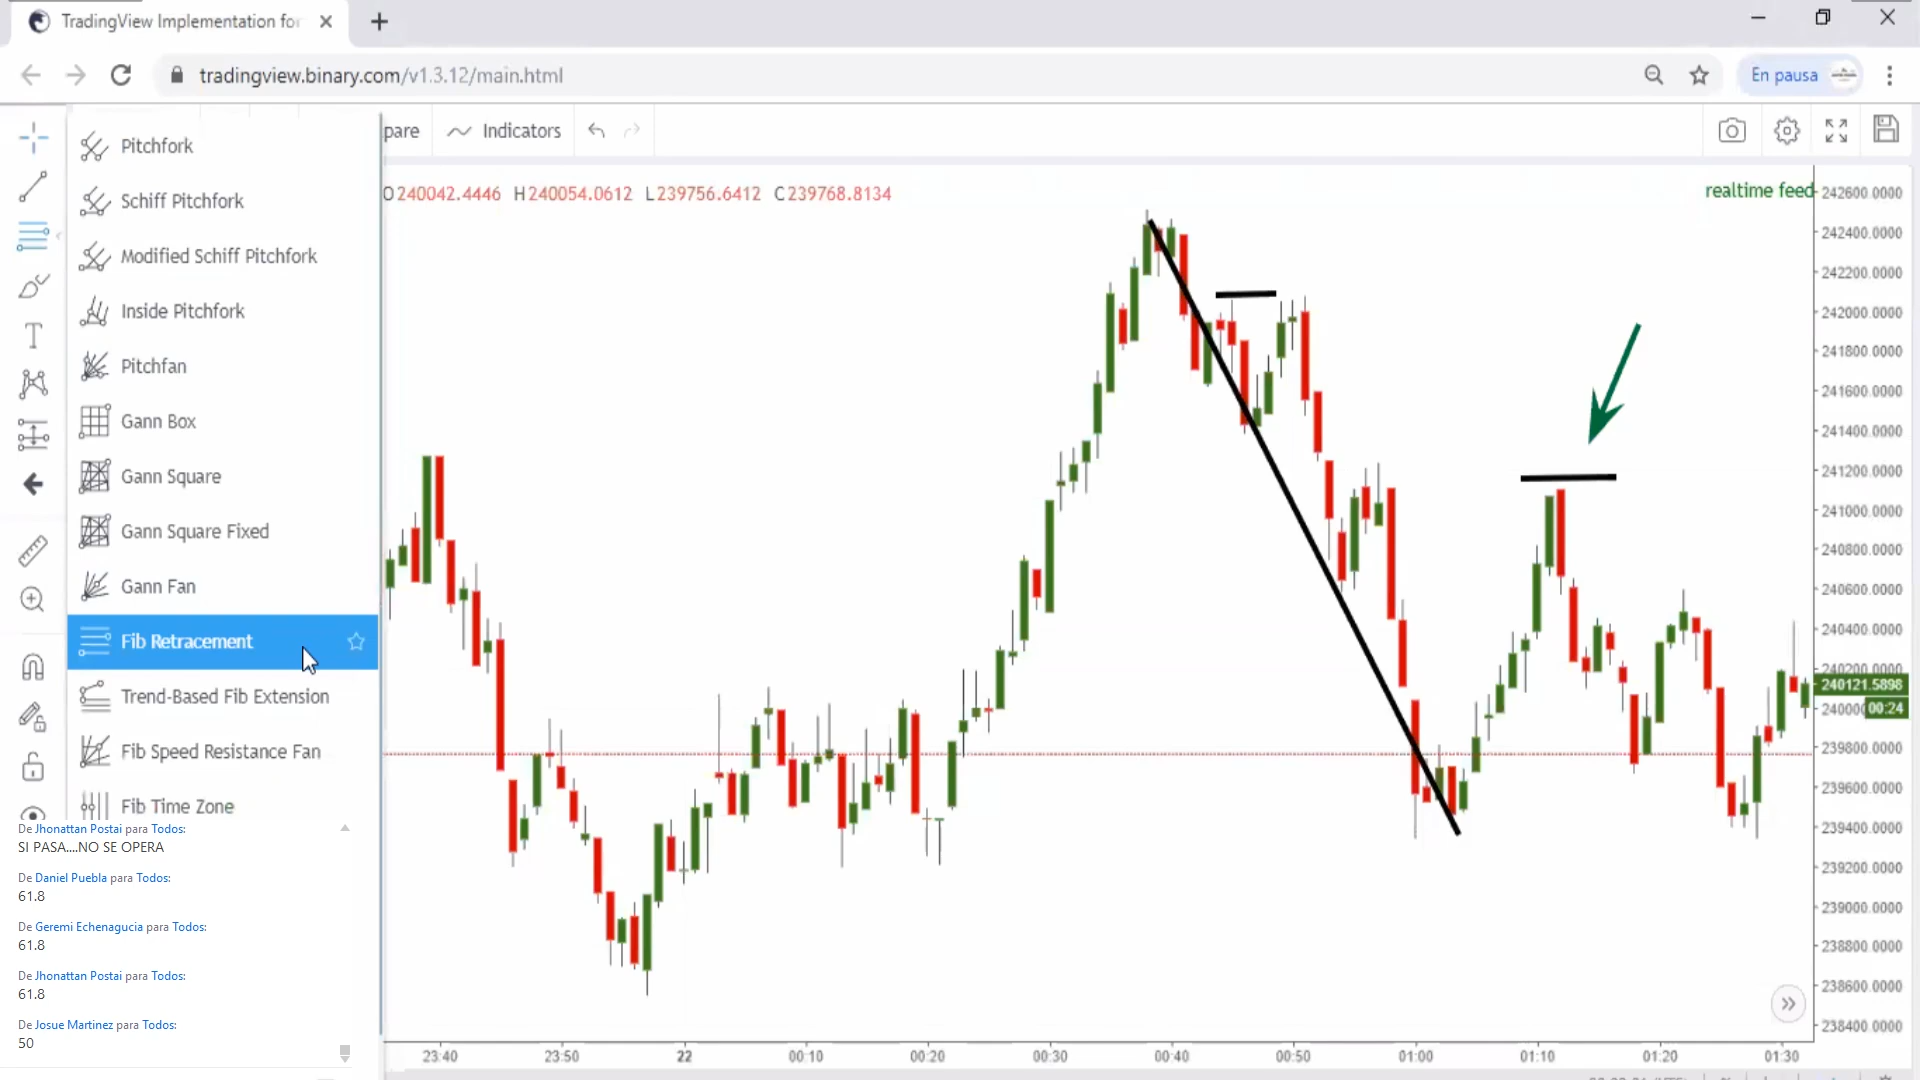 TradingView Implementation for
tradingview.binary.com/v1.3.12/main.html
En pausa
pare
Indicators
O240042.4446 H240054.0612 L239756.6412 C239768.8134
realtime feed
Pitchfork
Schiff Pitchfork
Modified Schiff Pitchfork
Inside Pitchfork
Pitchfan
Gann Box
Gann Square
Gann Square Fixed
Gann Fan
Fib Retracement
Trend-Based Fib Extension
Fib Speed Resistance Fan
Fib Time Zone
De Jhonattan Postai para Todos:
SI PASA....NO SE OPERA
De Daniel Puebla para Todos:
61.8
De Geremi Echenagucia para Todos:
61.8
De Jhonattan Postai para Todos:
61.8
De Josue Martinez para Todos:
50
242600.0000
242400.0000
242200.0000
242000.0000
241800.0000
241600.0000
241400.0000
241200.0000
241000.0000
240800.0000
240600.0000
240400.0000
240200.0000
240121.5898
240000
00:24
239800.0000
239600.0000
239400.0000
239200.0000
239000.0000
238800.0000
238600.0000
238400.0000
23:40
23:50
22
00:10
00:20
00:30
00:40
00:50
01:00
01:10
01:20
01:30